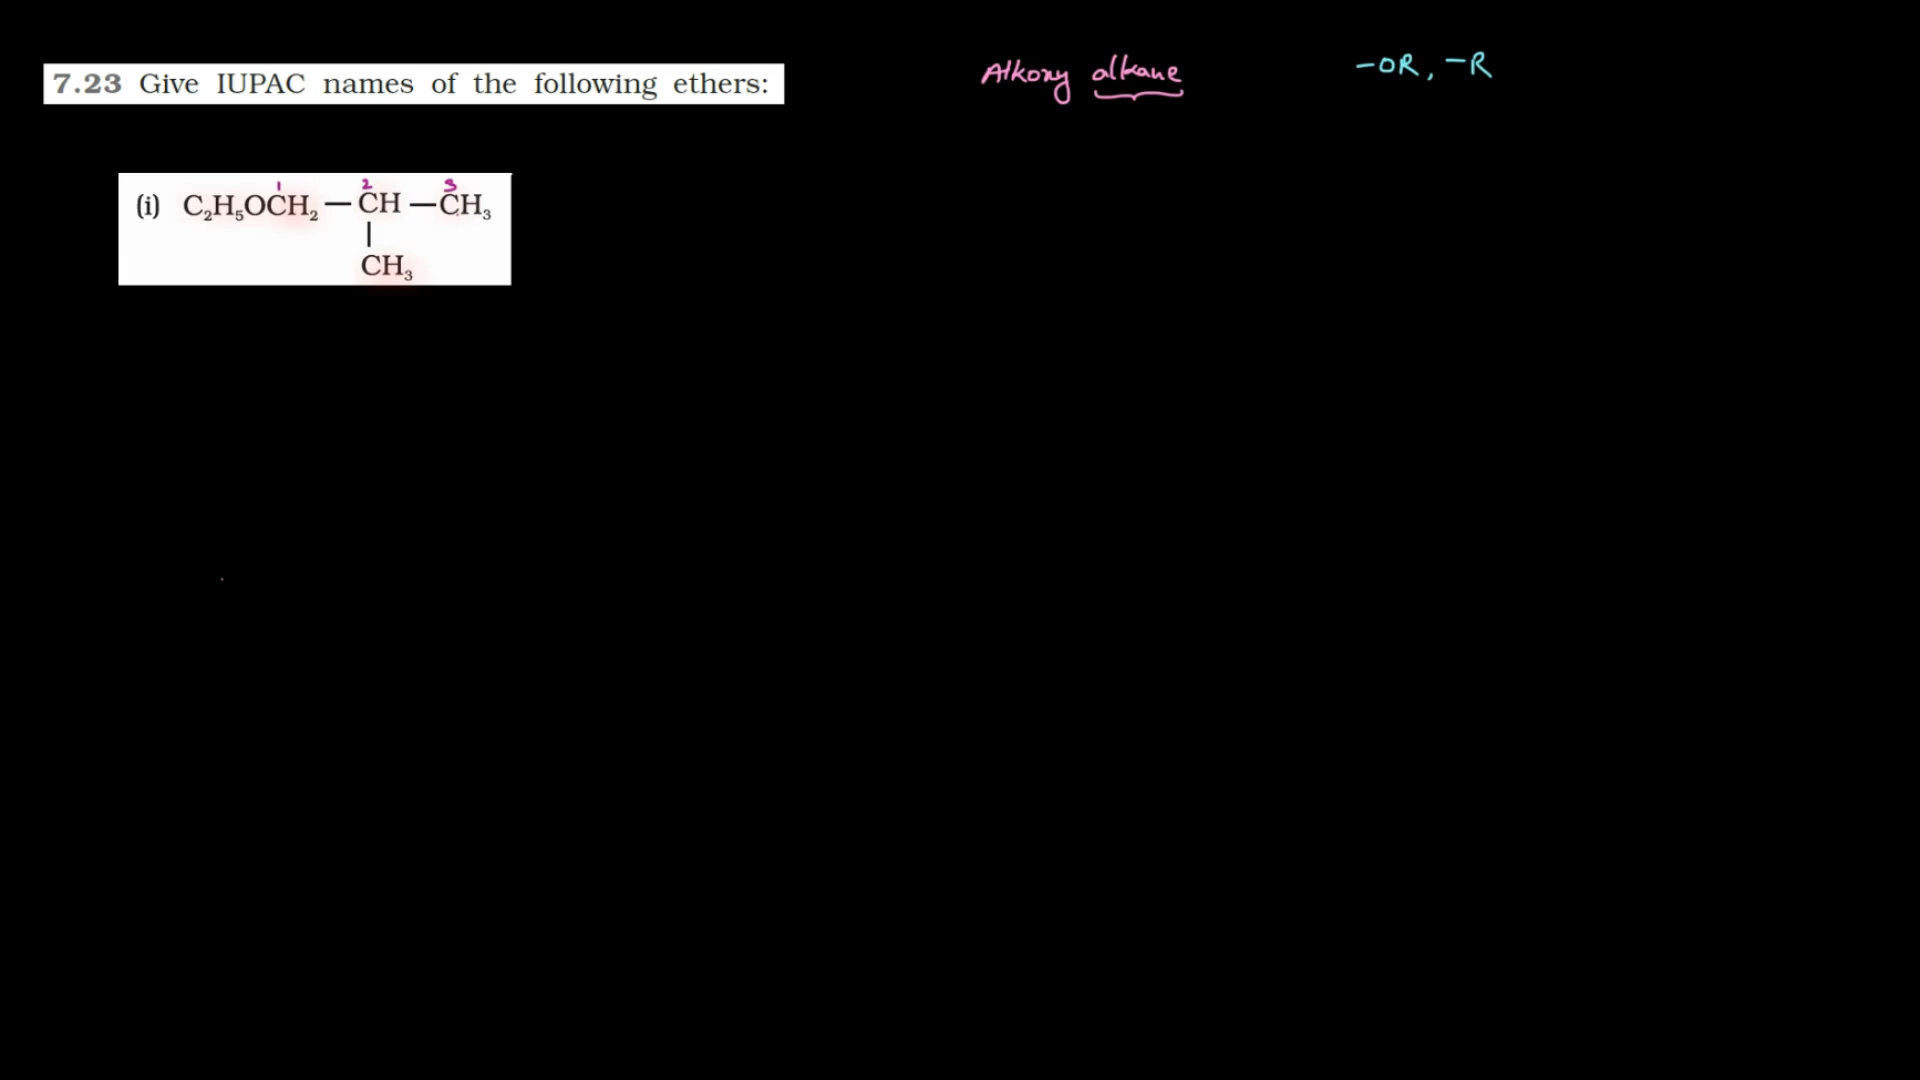 7.23 Give IUPAC names of the following ethers:
Alkoxy alkane
-OR, -R
1 2 3
(i) C₂H₅OCH₂ — CH — CH₃
|
CH₃